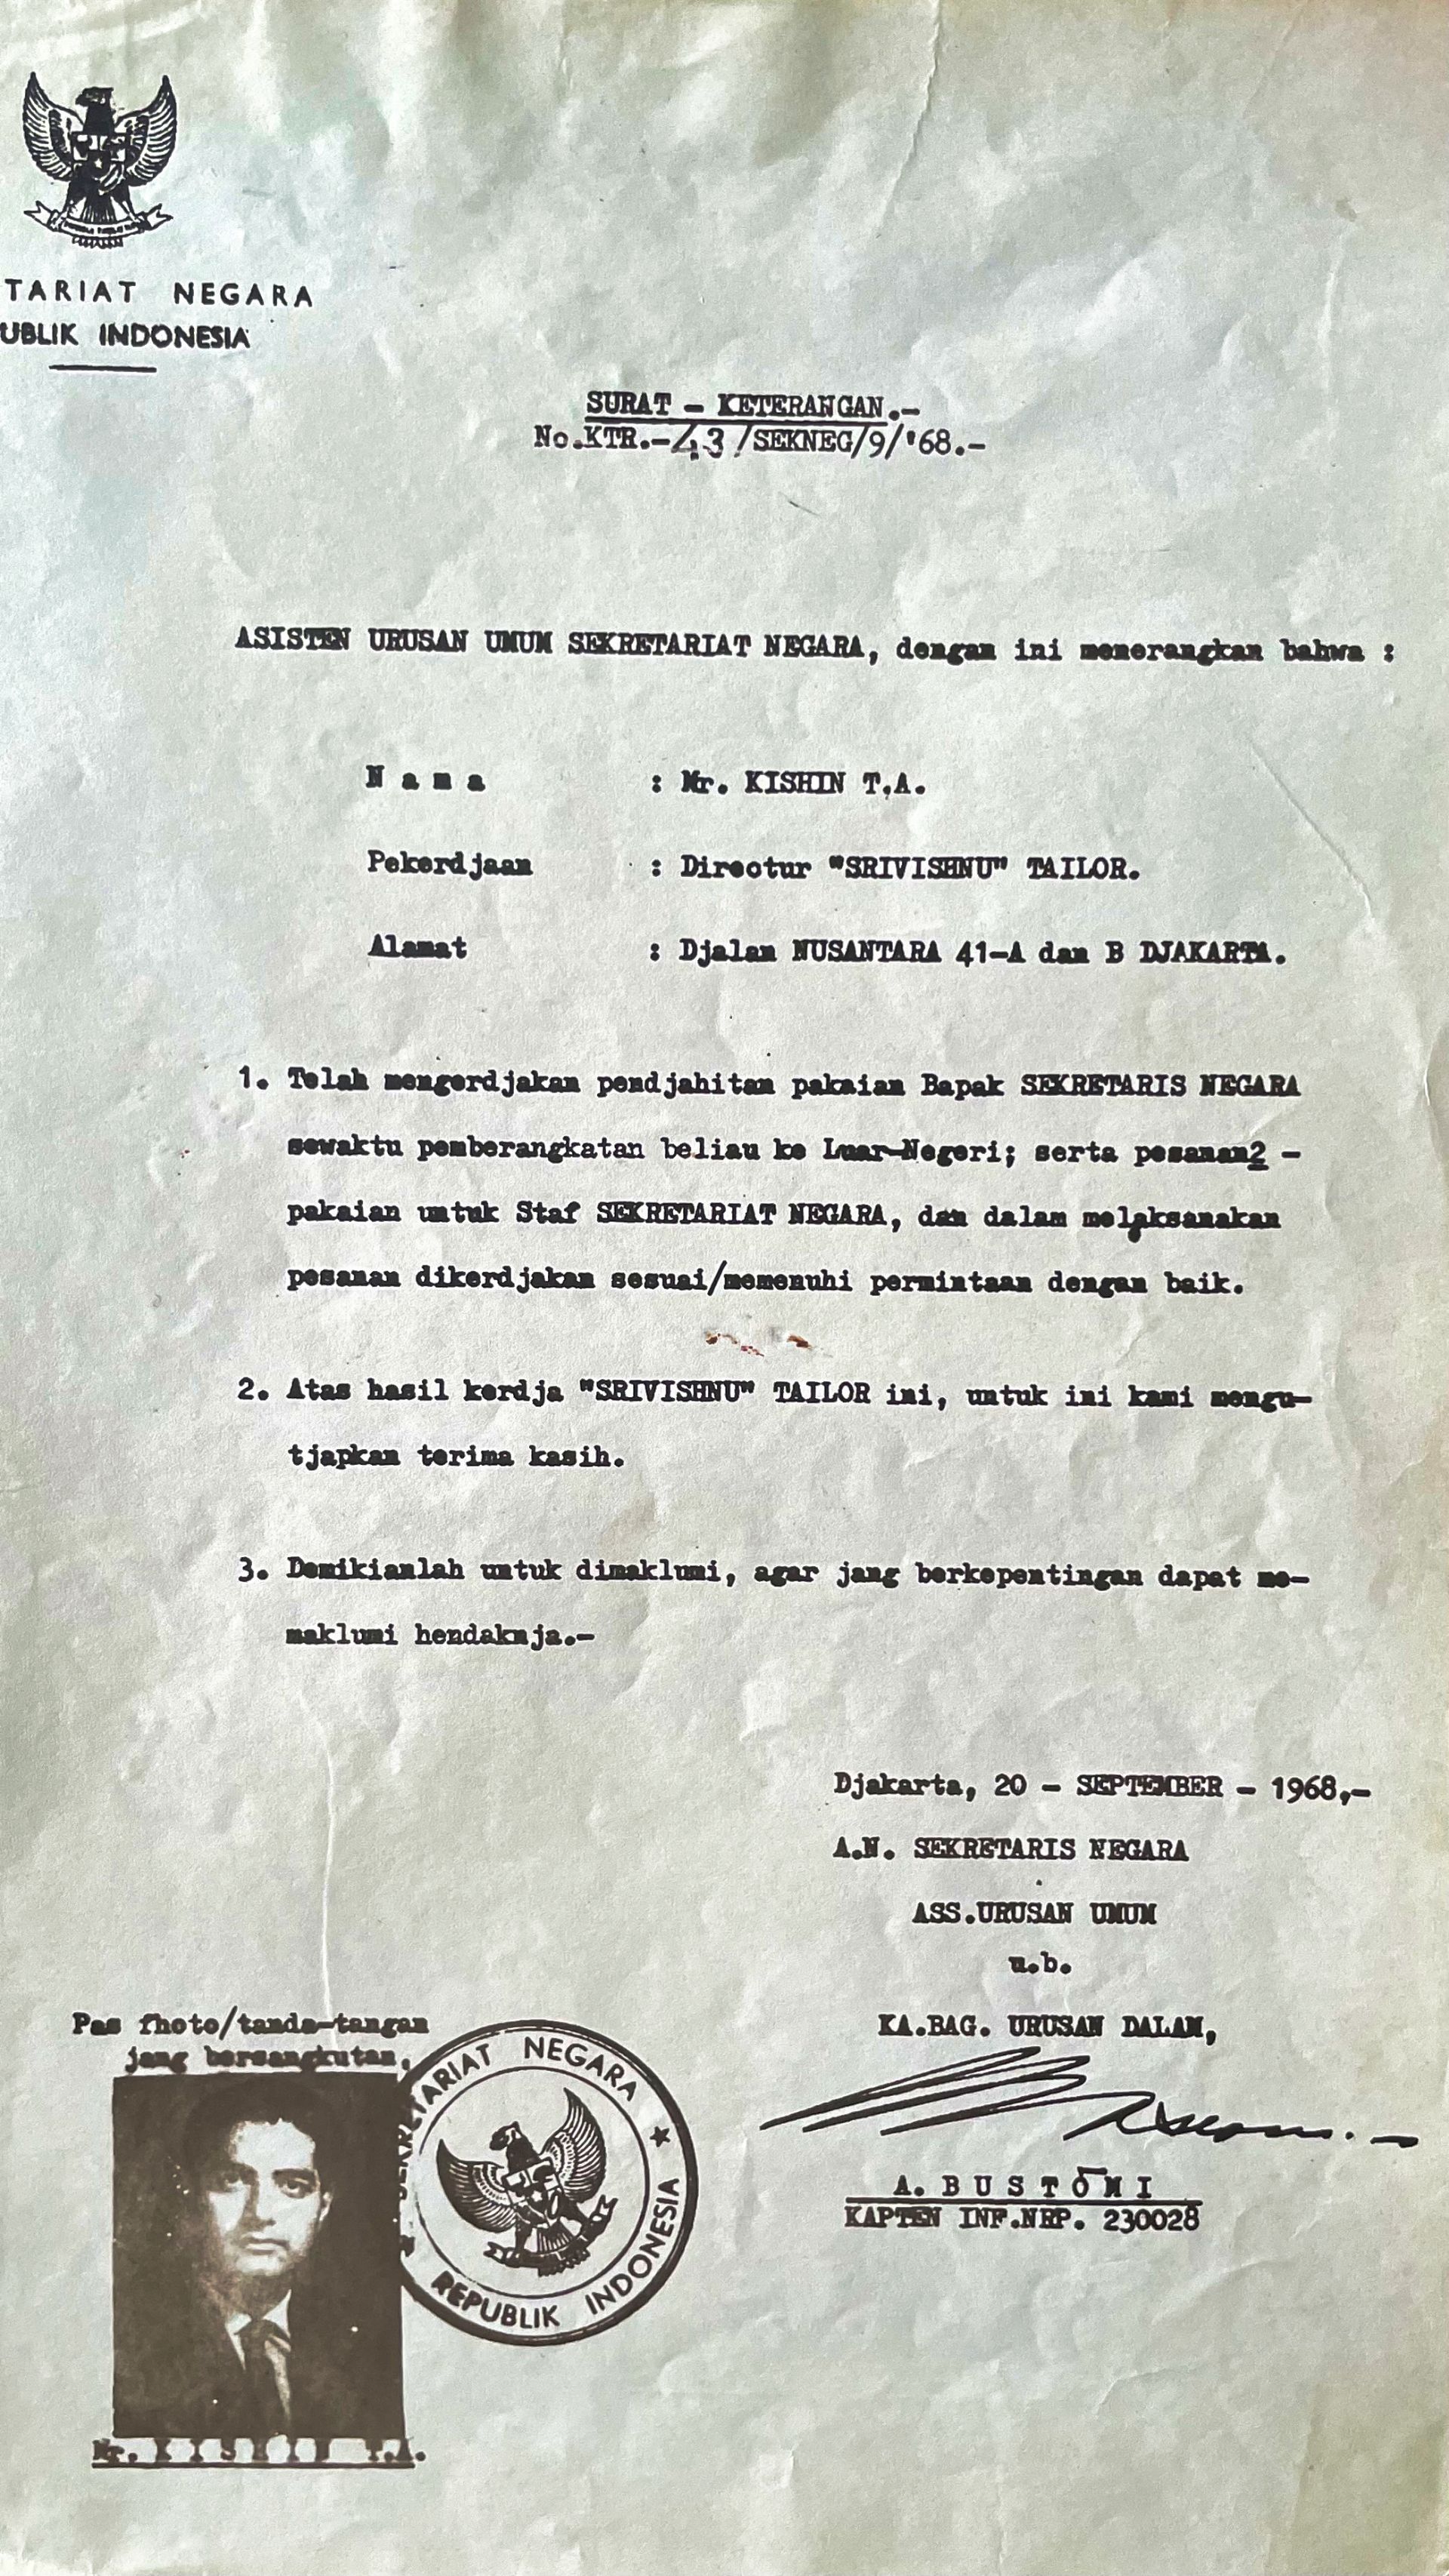 TARIAT NEGARA
UBLIK INDONESIA
SURAT - KETERANGAN.-
No.KTR.-43/SEKNEG/9/'68.-
ASISTEN URUSAN UMUM SEKRETARIAT NEGARA, dengan ini menerangkan bahwa :
N a m a : Mr. KISHIN T.A.
Pekerdjaan : Directur "SRIVISHNU" TAILOR.
Alamat : Djalan NUSANTARA 41-A dan B DJAKARTA.
1. Telah mengerdjakan pendjahitan pakaian Bapak SEKRETARIS NEGARA
sewaktu pemberangkatan beliau ke Luar-Negeri; serta pesanan2 -
pakaian untuk Staf SEKRETARIAT NEGARA, dan dalam melaksanakan
pesanan dikerdjakan sesuai/memenuhi permintaan dengan baik.
2. Atas hasil kerdja "SRIVISHNU" TAILOR ini, untuk ini kami mengu-
tjapkan terima kasih.
3. Demikianlah untuk dimaklumi, agar jang berkepentingan dapat me-
maklumi hendaknja.-
Djakarta, 20 - SEPTEMBER - 1968,-
A.N. SEKRETARIS NEGARA
ASS.URUSAN UMUM
u.b.
KA.BAG. URUSAN DALAM,
A. B U S T O M I
KAPTEN INF.NRP. 230028
Pas fhoto/tanda-tangan
jang bersangkutan,
SEKRETARIAT NEGARA
REPUBLIK INDONESIA
Mr. K I S H I N T.A.